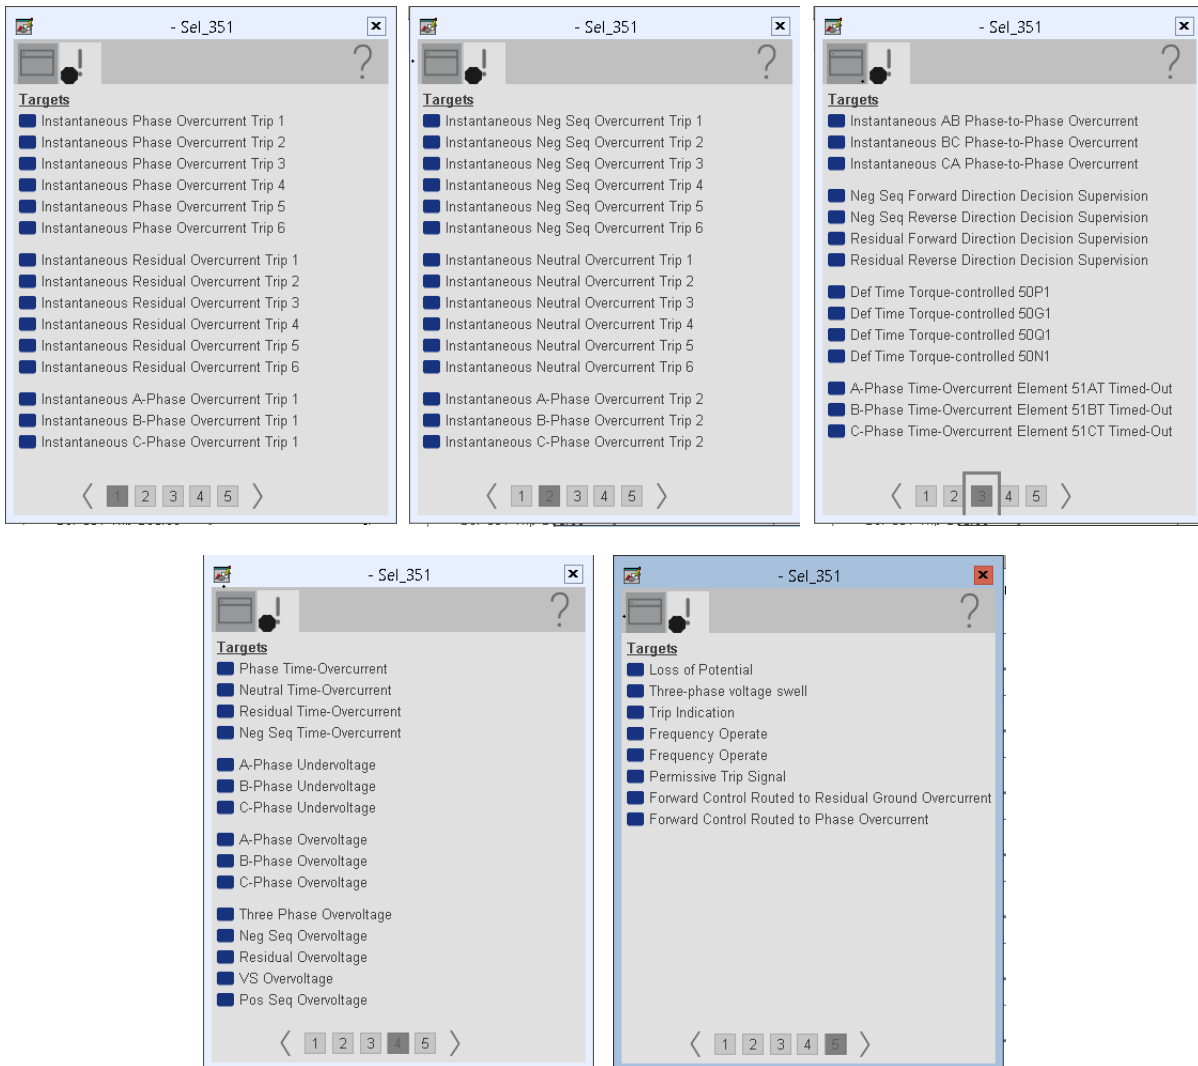 - Sel_351
?
Targets
Instantaneous Phase Overcurrent Trip 1
Instantaneous Phase Overcurrent Trip 2
Instantaneous Phase Overcurrent Trip 3
Instantaneous Phase Overcurrent Trip 4
Instantaneous Phase Overcurrent Trip 5
Instantaneous Phase Overcurrent Trip 6
Instantaneous Residual Overcurrent Trip 1
Instantaneous Residual Overcurrent Trip 2
Instantaneous Residual Overcurrent Trip 3
Instantaneous Residual Overcurrent Trip 4
Instantaneous Residual Overcurrent Trip 5
Instantaneous Residual Overcurrent Trip 6
Instantaneous A-Phase Overcurrent Trip 1
Instantaneous B-Phase Overcurrent Trip 1
Instantaneous C-Phase Overcurrent Trip 1
1 2 3 4 5
- Sel_351
?
Targets
Instantaneous Neg Seq Overcurrent Trip 1
Instantaneous Neg Seq Overcurrent Trip 2
Instantaneous Neg Seq Overcurrent Trip 3
Instantaneous Neg Seq Overcurrent Trip 4
Instantaneous Neg Seq Overcurrent Trip 5
Instantaneous Neg Seq Overcurrent Trip 6
Instantaneous Neutral Overcurrent Trip 1
Instantaneous Neutral Overcurrent Trip 2
Instantaneous Neutral Overcurrent Trip 3
Instantaneous Neutral Overcurrent Trip 4
Instantaneous Neutral Overcurrent Trip 5
Instantaneous Neutral Overcurrent Trip 6
Instantaneous A-Phase Overcurrent Trip 2
Instantaneous B-Phase Overcurrent Trip 2
Instantaneous C-Phase Overcurrent Trip 2
1 2 3 4 5
- Sel_351
?
Targets
Instantaneous AB Phase-to-Phase Overcurrent
Instantaneous BC Phase-to-Phase Overcurrent
Instantaneous CA Phase-to-Phase Overcurrent
Neg Seq Forward Direction Decision Supervision
Neg Seq Reverse Direction Decision Supervision
Residual Forward Direction Decision Supervision
Residual Reverse Direction Decision Supervision
Def Time Torque-controlled 50P1
Def Time Torque-controlled 50G1
Def Time Torque-controlled 50Q1
Def Time Torque-controlled 50N1
A-Phase Time-Overcurrent Element 51AT Timed-Out
B-Phase Time-Overcurrent Element 51BT Timed-Out
C-Phase Time-Overcurrent Element 51CT Timed-Out
1 2 3 4 5
- Sel_351
?
Targets
Phase Time-Overcurrent
Neutral Time-Overcurrent
Residual Time-Overcurrent
Neg Seq Time-Overcurrent
A-Phase Undervoltage
B-Phase Undervoltage
C-Phase Undervoltage
A-Phase Overvoltage
B-Phase Overvoltage
C-Phase Overvoltage
Three Phase Overvoltage
Neg Seq Overvoltage
Residual Overvoltage
VS Overvoltage
Pos Seq Overvoltage
1 2 3 4 5
- Sel_351
?
Targets
Loss of Potential
Three-phase voltage swell
Trip Indication
Frequency Operate
Frequency Operate
Permissive Trip Signal
Forward Control Routed to Residual Ground Overcurrent
Forward Control Routed to Phase Overcurrent
1 2 3 4 5